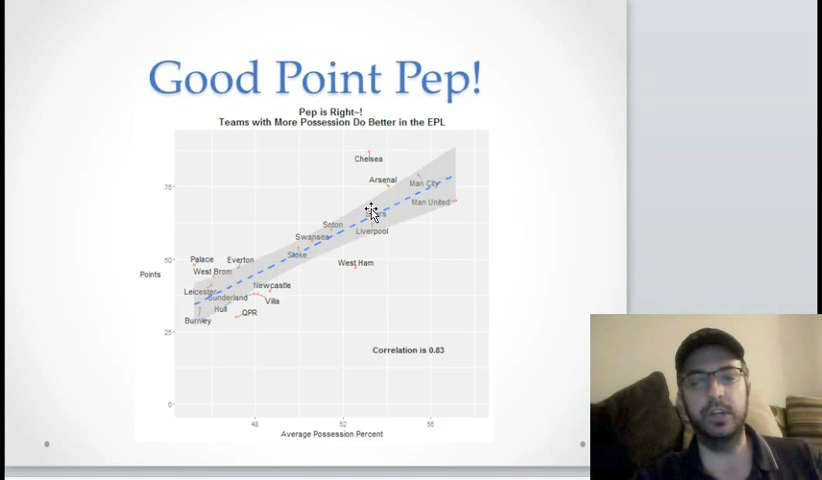 Good Point Pep!
Pep is Right~!
Teams with More Possession Do Better in the EPL
Chelsea
Arsenal
Man City
Man United
Soton
Liverpool
Swansea
Stoke
West Ham
Palace
Everton
West Brom
Leicester
Sunderland
Newcastle
Villa
Hull
QPR
Burnley
Correlation is 0.83
Points
75
50
25
0
48
52
56
Average Possession Percent